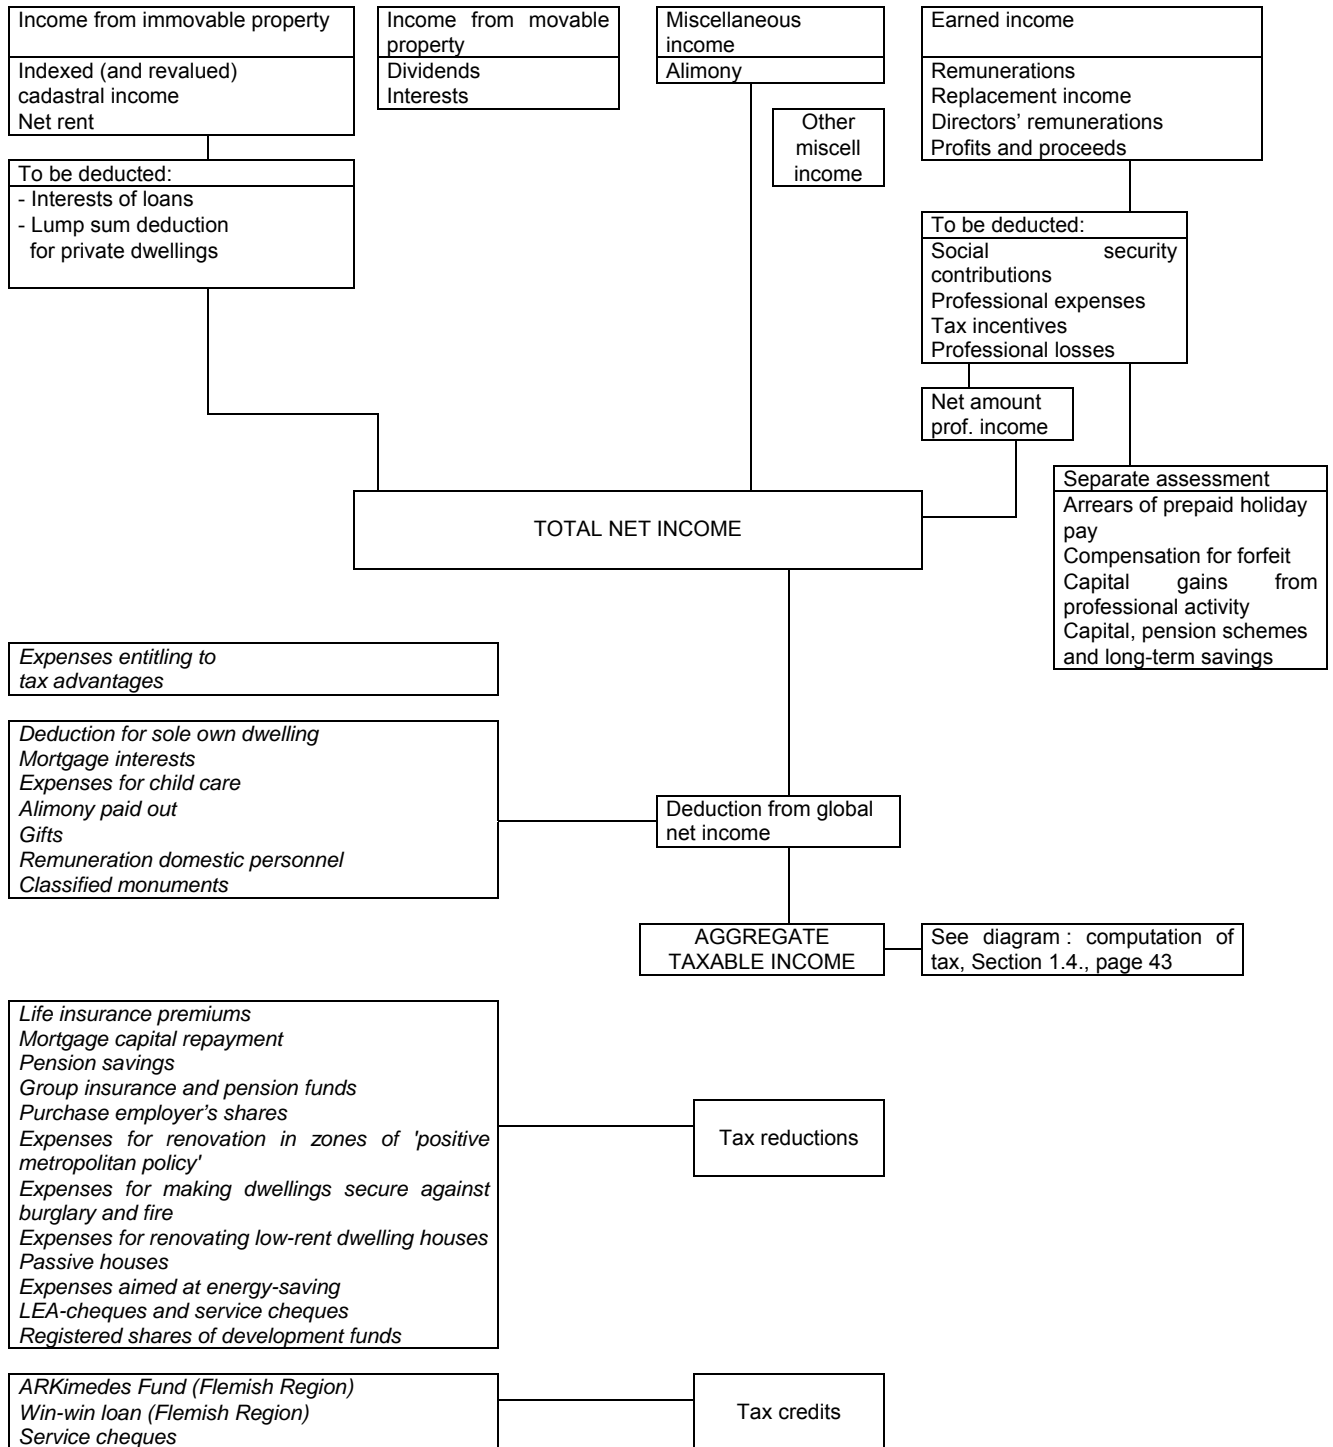 Income from immovable property
Indexed (and revalued)
cadastral income
Net rent
To be deducted:
- Interests of loans
- Lump sum deduction
for private dwellings
Income from movable
property
Dividends
Interests
Miscellaneous
income
Alimony
Other
miscell
income
Earned income
Remunerations
Replacement income
Directors' remunerations
Profits and proceeds
To be deducted:
Social security
contributions
Professional expenses
Tax incentives
Professional losses
Net amount
prof. income
Separate assessment
Arrears of prepaid holiday
pay
Compensation for forfeit
Capital gains from
professional activity
Capital, pension schemes
and long-term savings
TOTAL NET INCOME
Expenses entitling to
tax advantages
Deduction for sole own dwelling
Mortgage interests
Expenses for child care
Alimony paid out
Gifts
Remuneration domestic personnel
Classified monuments
Deduction from global
net income
AGGREGATE
TAXABLE INCOME
See diagram : computation of
tax, Section 1.4., page 43
Life insurance premiums
Mortgage capital repayment
Pension savings
Group insurance and pension funds
Purchase employer's shares
Expenses for renovation in zones of 'positive
metropolitan policy'
Expenses for making dwellings secure against
burglary and fire
Expenses for renovating low-rent dwelling houses
Passive houses
Expenses aimed at energy-saving
LEA-cheques and service cheques
Registered shares of development funds
Tax reductions
ARKimedes Fund (Flemish Region)
Win-win loan (Flemish Region)
Service cheques
Tax credits